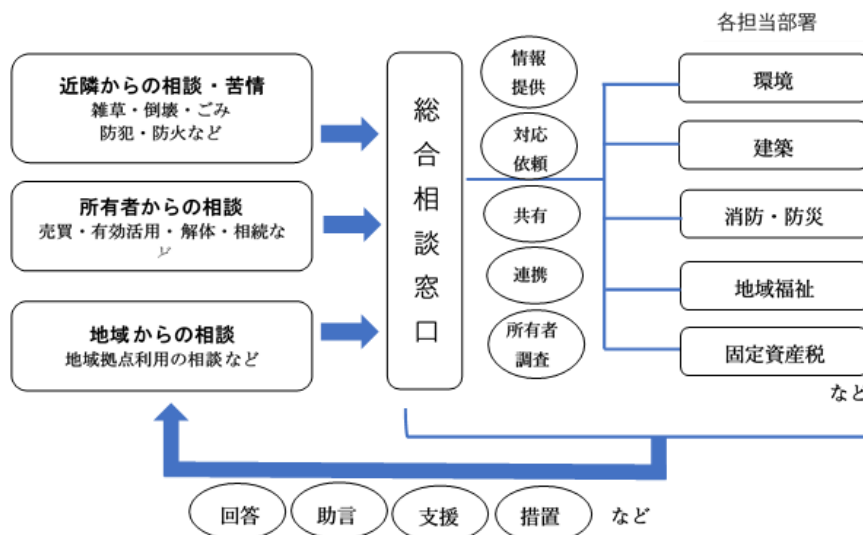 各担当部署
近隣からの相談・苦情
雑草・倒壊・ごみ
防犯・防火など
所有者からの相談
売買・有効活用・解体・相続な
ど
地域からの相談
地域拠点利用の相談など
総合相談窓口
情報
提供
対応
依頼
共有
連携
所有者
調査
環境
建築
消防・防災
地域福祉
固定資産税
など
回答
助言
支援
措置
など